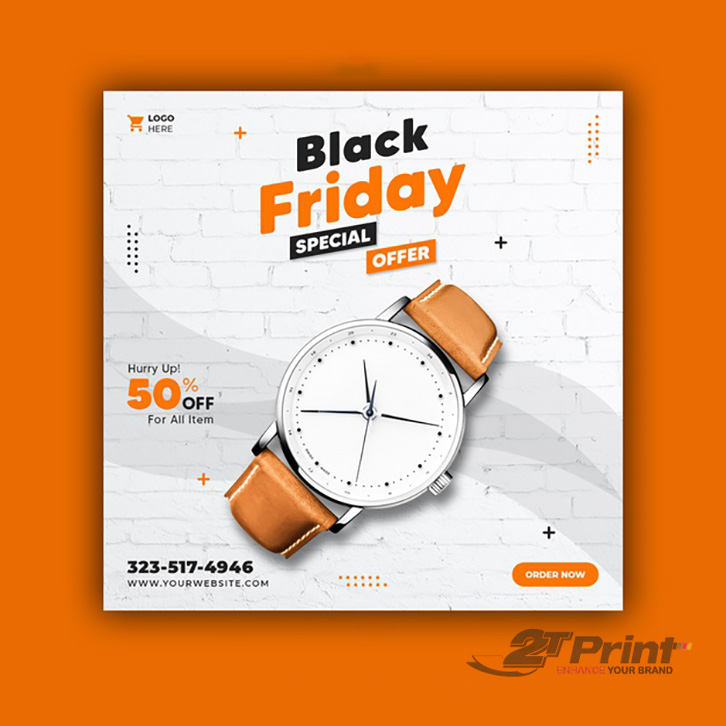 LOGO
HERE
Black
Friday
SPECIAL
OFFER
Hurry Up!
50% OFF
For All Item
323-517-4946
WWW.YOURWEBSITE.COM
ORDER NOW
2T Print
ENHANCE YOUR BRAND